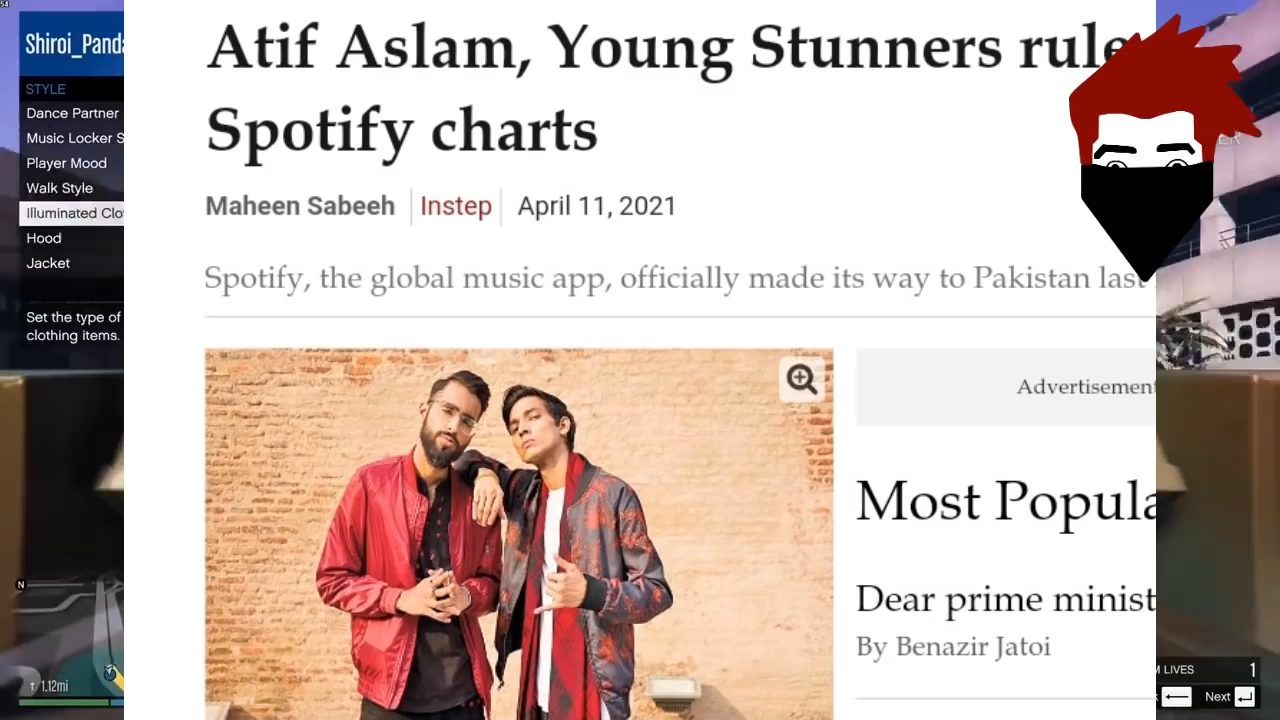 54
Shiroi_Panda
STYLE
Dance Partner
Music Locker S
Player Mood
Walk Style
Illuminated Clo
Hood
Jacket
Set the type of
clothing items.
N
1.12mi
Atif Aslam, Young Stunners rule
Spotify charts
Maheen Sabeeh Instep April 11, 2021
Spotify, the global music app, officially made its way to Pakistan last
Advertisement
Most Popula
Dear prime minist
By Benazir Jatoi
ER
M LIVES 1
Next